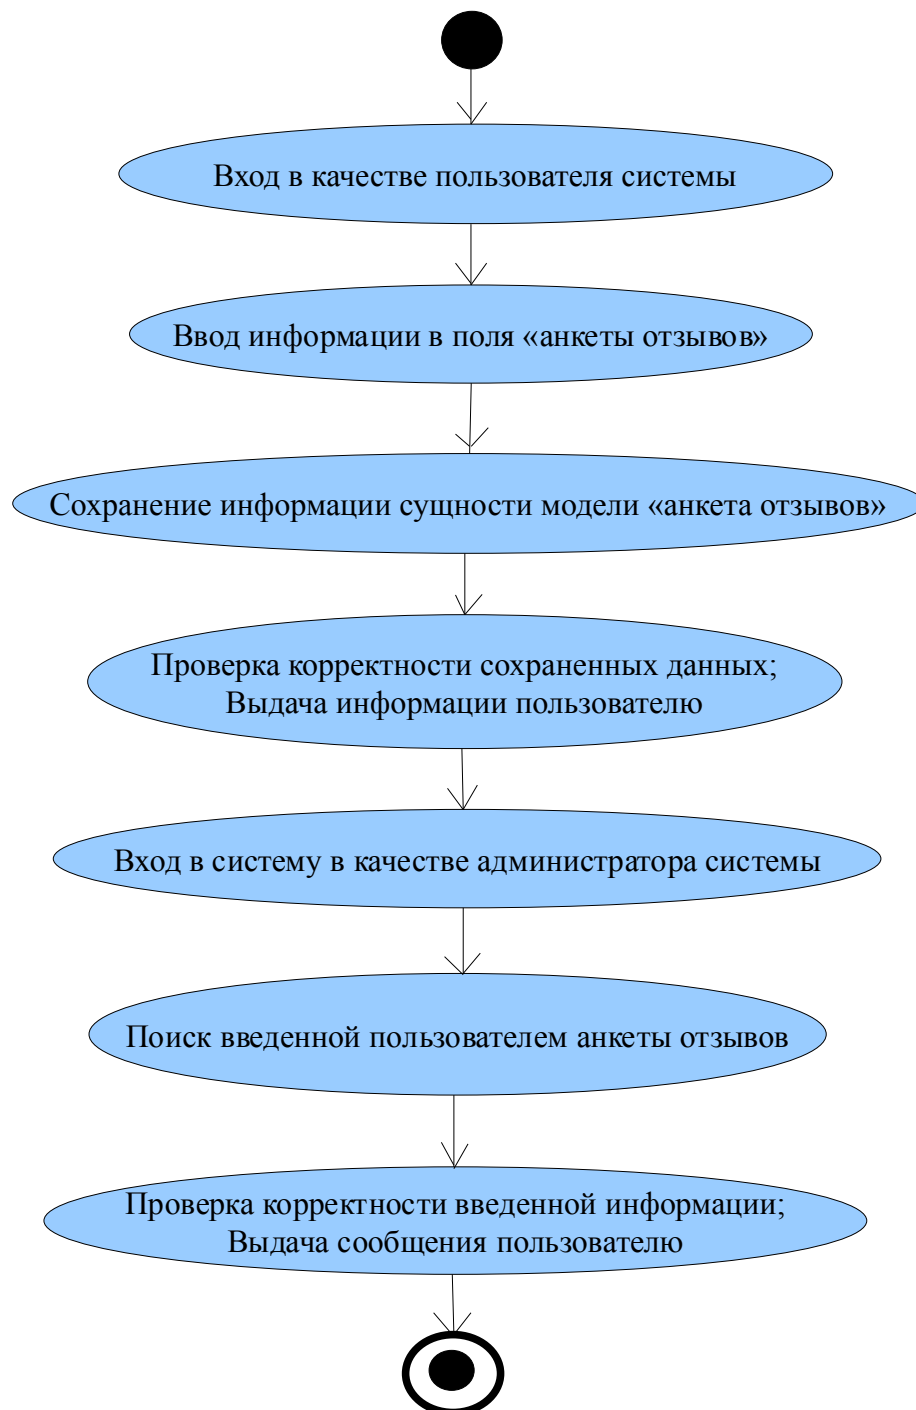 Вход в качестве пользователя системы
Ввод информации в поля «анкеты отзывов»
Сохранение информации сущности модели «анкета отзывов»
Проверка корректности сохраненных данных;
Выдача информации пользователю
Вход в систему в качестве администратора системы
Поиск введенной пользователем анкеты отзывов
Проверка корректности введенной информации;
Выдача сообщения пользователю